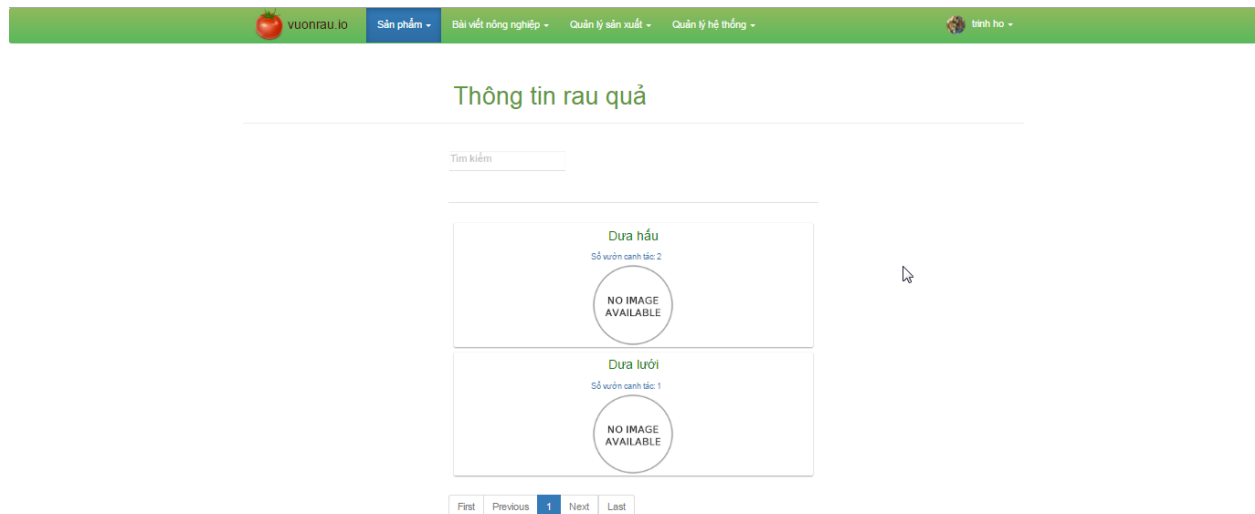 vuonrau.io Sản phẩm Bài viết nông nghiệp Quản lý sản xuất Quản lý hệ thống trinh ho
Thông tin rau quả
Tìm kiếm
Dưa hấu
Số vườn canh tác: 2
NO IMAGE
AVAILABLE
Dưa lưới
Số vườn canh tác: 1
NO IMAGE
AVAILABLE
First Previous 1 Next Last